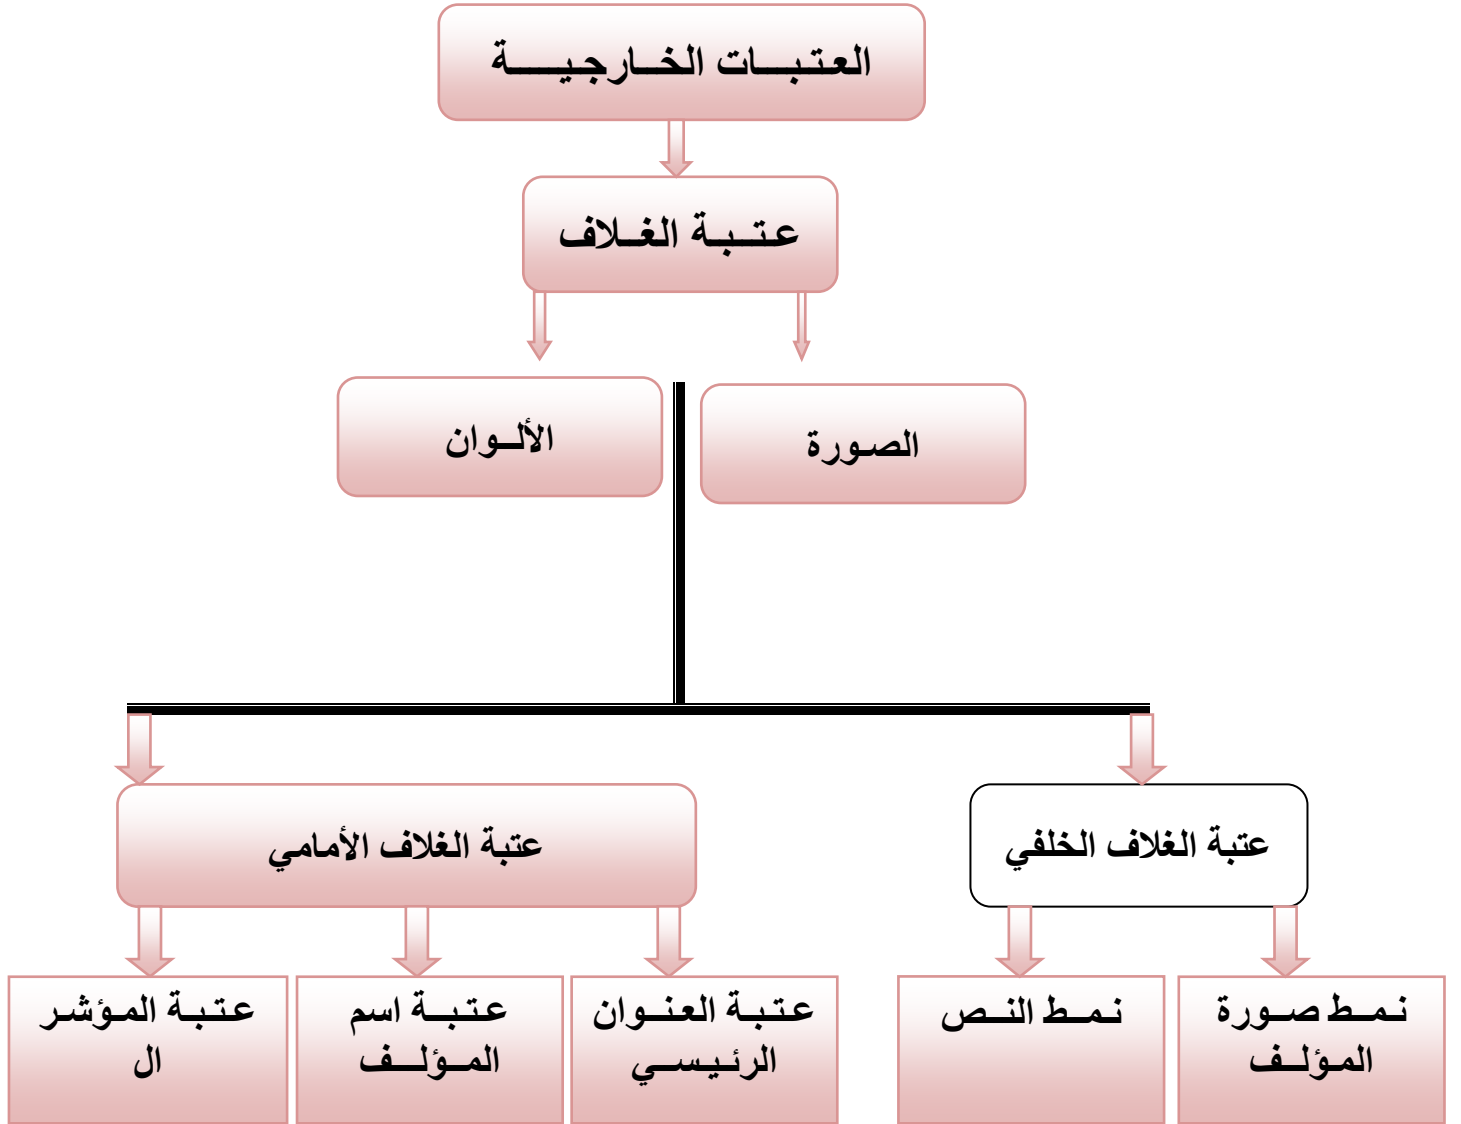 العتبات الخارجية
عتبة الغلاف
الصورة
الألوان
عتبة الغلاف الخلفي
عتبة الغلاف الأمامي
نمط صورة
المؤلف
نمط النص
عتبة العنوان
الرئيسي
عتبة اسم
المؤلف
عتبة المؤشر
ال